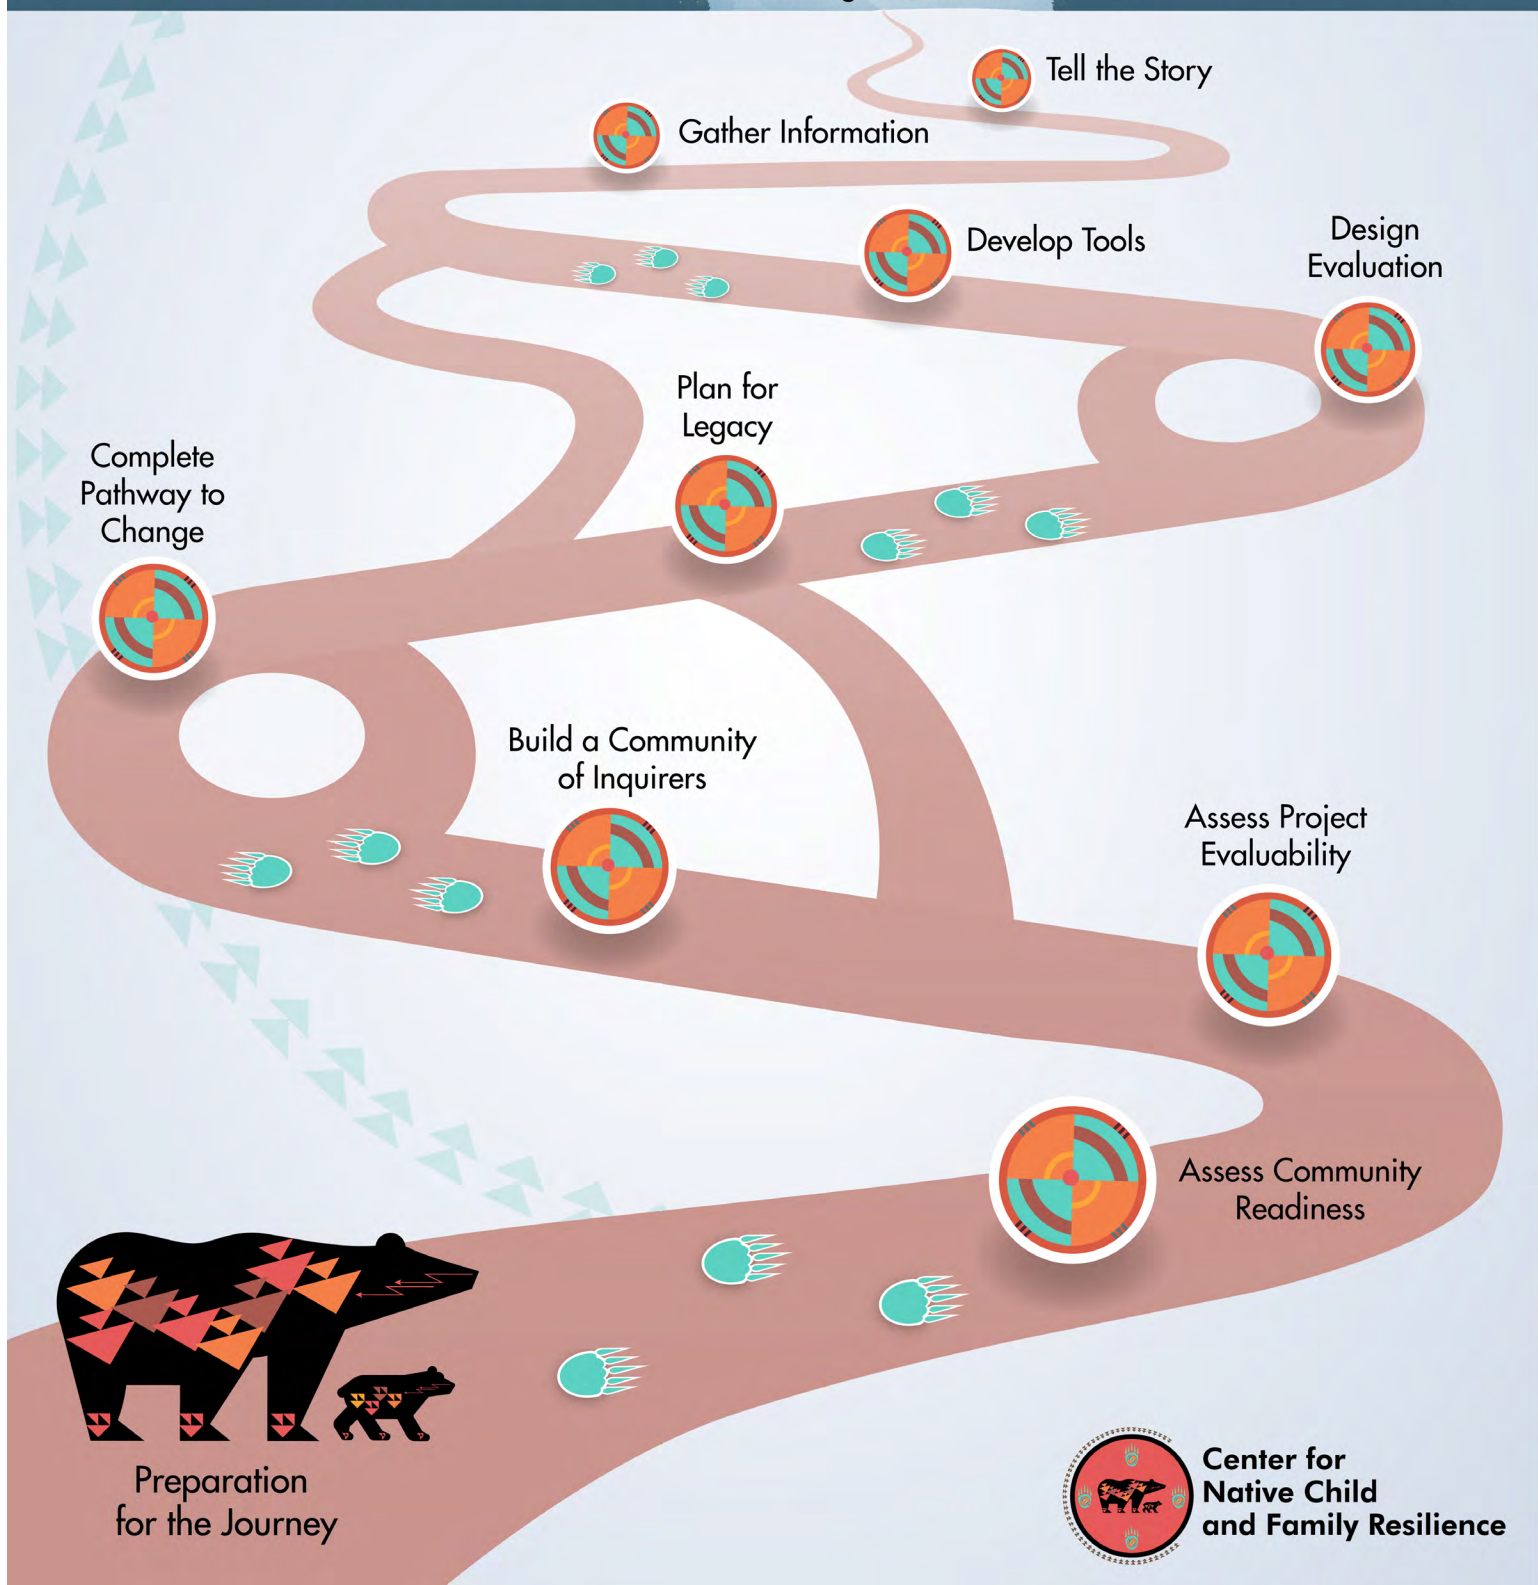 Tell the Story
Gather Information
Develop Tools
Design
Evaluation
Plan for
Legacy
Complete
Pathway to
Change
Build a Community
of Inquirers
Assess Project
Evaluability
Assess Community
Readiness
Preparation
for the Journey
Center for
Native Child
and Family Resilience